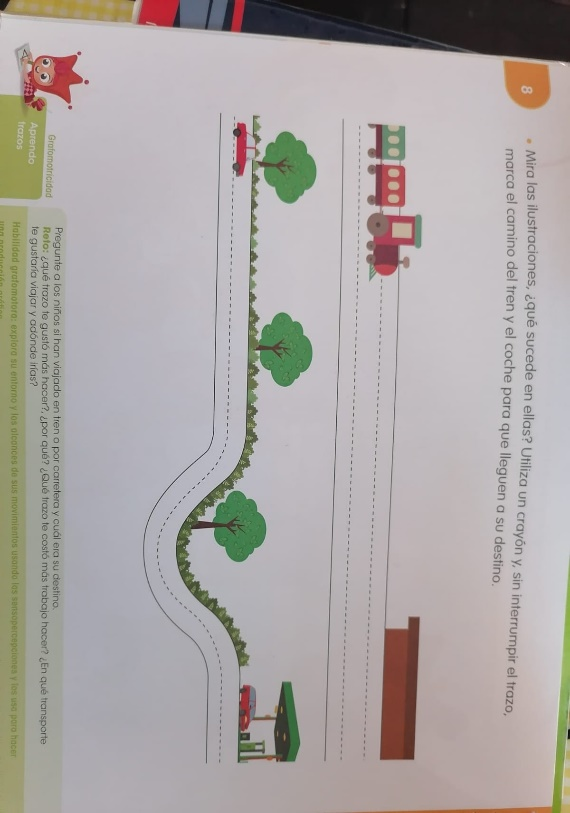 8
Mira las ilustraciones, ¿qué sucede en ellas? Utiliza un crayón y, sin interrumpir el trazo,
marca el camino del tren y el coche para que lleguen a su destino.
Grafomotricidad
Aprendo
trazos
Pregunte a los niños si han viajado en tren o por carretera y cuál era su destino.
Reto: ¿qué trazo te gustó más hacer?, ¿por qué? ¿Qué trazo te costó más trabajo hacer? ¿En qué transporte
te gustaría viajar y adónde irías?
Habilidad grafomotora: explora su entorno y los alcances de sus movimientos usando las sensopercepciones y las usa para hacer
una producción